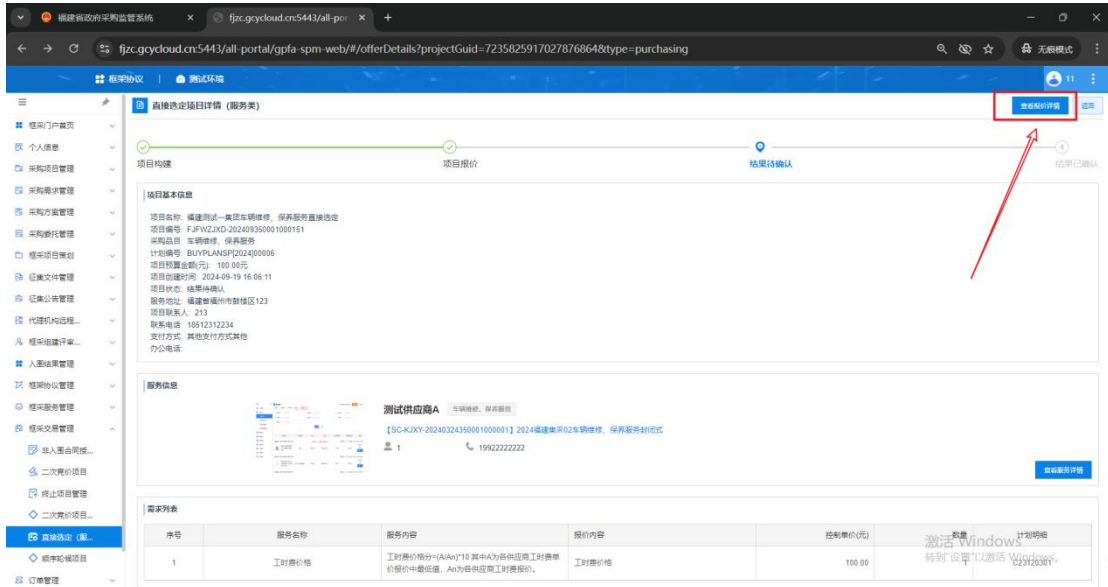 福建省政府采购监管系统
fjzc.gcycloud.cn:5443/all-por
fjzc.gcycloud.cn:5443/all-portal/gpfa-spm-web/#/offerDetails?projectGuid=7235825917027876864&type=purchasing
无痕模式
框采协议 | 测试环境
11
直接选定项目详情 (服务类)
查看报价详情
返回
框采门户首页
个人信息
采购项目管理
采购需求管理
采购方案管理
采购委托管理
框采项目策划
征集文件管理
征集公告管理
代理机构远程...
框采组建评审...
入围结果管理
框架协议管理
框采服务管理
框采交易管理
非入围合同授...
二次竞价项目
终止项目管理
二次竞价项目...
直接选定 (服...
顺序轮候项目
订单管理
项目构建
项目报价
结果待确认
4
结果已确认
项目基本信息
项目名称: 福建测试—集团车辆维修、保养服务直接选定
项目编号: FJFWZJXD-202409350001000151
采购品目: 车辆维修、保养服务
计划编号: BUYPLANSP[2024]00006
项目预算金额(元): 100.00元
项目创建时间: 2024-09-19 16:06:11
项目状态: 结果待确认
服务地址: 福建省福州市鼓楼区123
项目联系人: 213
联系电话: 18512312234
支付方式: 其他支付方式其他
办公电话:
服务信息
测试供应商A 车辆维修、保养服务
【SC-KJXY-20240324350001000001】2024福建集采02车辆维修、保养服务封闭式
1 19922222222
查看服务详情
需求列表
序号 服务名称 服务内容 报价内容 控制单价(元) 数量 计划明细
1 工时费价格 工时费价格分=(A/An)*10 其中A为各供应商工时费单价报价中最低值，An为各供应商工时费报价。 工时费价格 100.00 1 C23120301
激活 Windows
转到"设置"以激活 Windows。